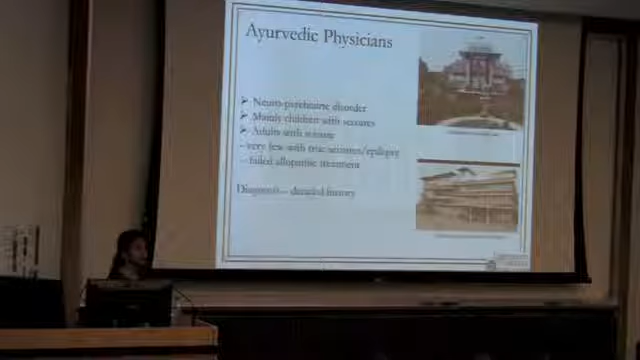 Ayurvedic Physicians
➢ Neuro-psychiatric disorder
➢ Mainly children with seizures
➢ Adults with
– very few with true seizures/epilepsy
– failed allopathic treatment
Diagnosis— detailed history